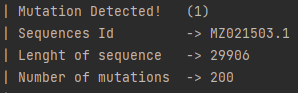 | Mutation Detected! (1)
| Sequences Id -> MZ021503.1
| Lenght of sequence -> 29906
| Number of mutations -> 200